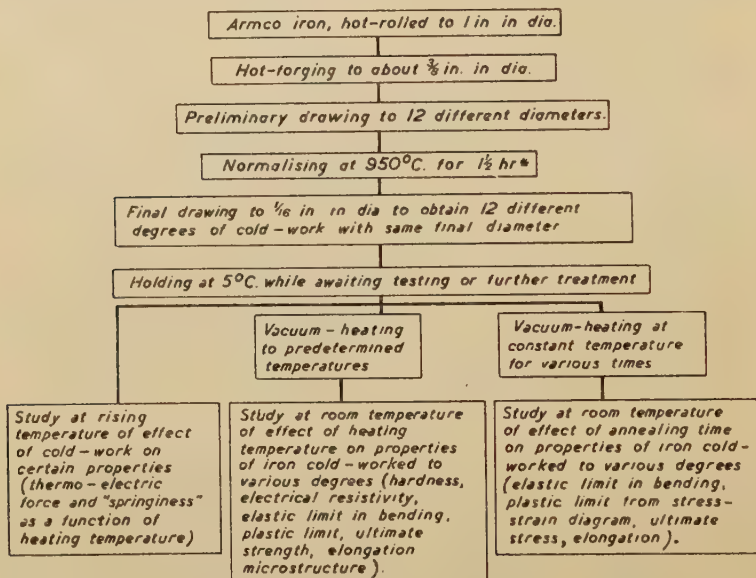 Armco iron, hot-rolled to 1 in in dia.
Hot-forging to about ⅜ in. in dia.
Preliminary drawing to 12 different diameters.
Normalising at 950°C. for 1½ hr*
Final drawing to 1/16 in in dia to obtain 12 different
degrees of cold-work with same final diameter
Holding at 5°C. while awaiting testing or further treatment
Vacuum-heating
to predetermined
temperatures
Vacuum-heating at
constant temperature
for various times
Study at rising
temperature of effect
of cold-work on
certain properties
(thermo-electric
force and "springiness"
as a function of
heating temperature)
Study at room temperature
of effect of heating
temperature on properties
of iron cold-worked to
various degrees (hardness,
electrical resistivity,
elastic limit in bending,
plastic limit, ultimate
strength, elongation
microstructure).
Study at room temperature
of effect of annealing time
on properties of iron cold-
worked to various degrees
(elastic limit in bending,
plastic limit from stress-
strain diagram, ultimate
stress, elongation).